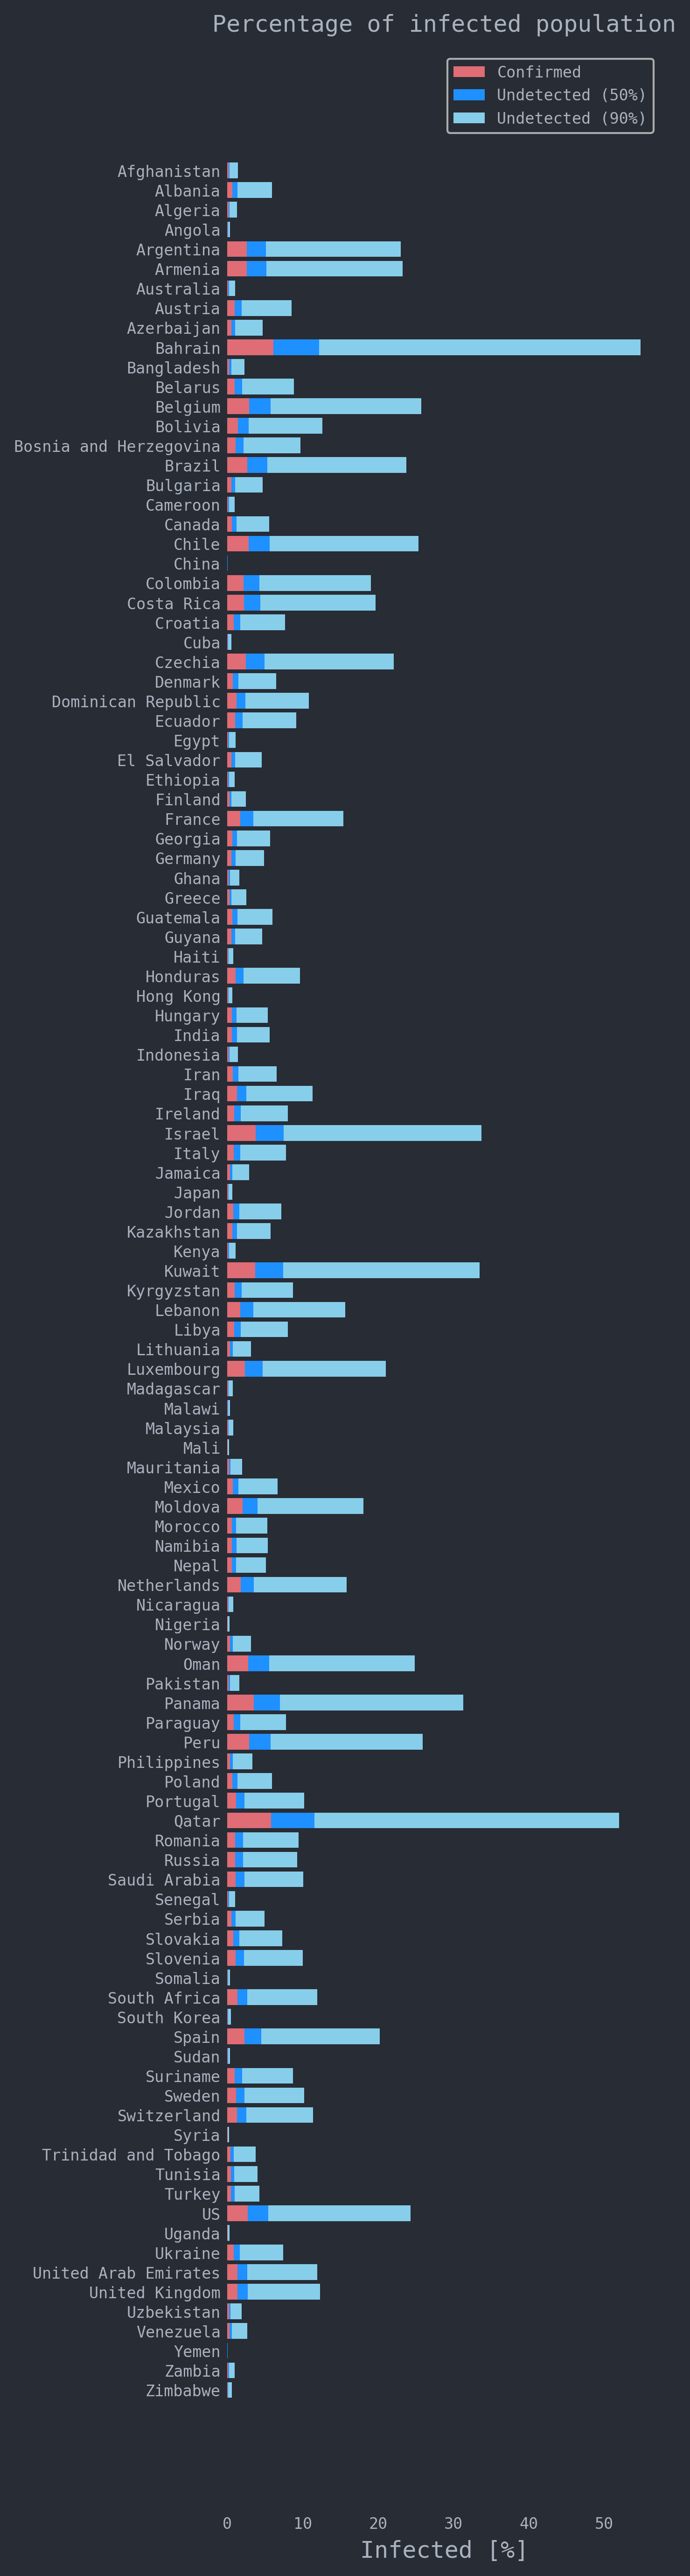 Percentage of infected population
Confirmed
Undetected (50%)
Undetected (90%)
Afghanistan
Albania
Algeria
Angola
Argentina
Armenia
Australia
Austria
Azerbaijan
Bahrain
Bangladesh
Belarus
Belgium
Bolivia
Bosnia and Herzegovina
Brazil
Bulgaria
Cameroon
Canada
Chile
China
Colombia
Costa Rica
Croatia
Cuba
Czechia
Denmark
Dominican Republic
Ecuador
Egypt
El Salvador
Ethiopia
Finland
France
Georgia
Germany
Ghana
Greece
Guatemala
Guyana
Haiti
Honduras
Hong Kong
Hungary
India
Indonesia
Iran
Iraq
Ireland
Israel
Italy
Jamaica
Japan
Jordan
Kazakhstan
Kenya
Kuwait
Kyrgyzstan
Lebanon
Libya
Lithuania
Luxembourg
Madagascar
Malawi
Malaysia
Mali
Mauritania
Mexico
Moldova
Morocco
Namibia
Nepal
Netherlands
Nicaragua
Nigeria
Norway
Oman
Pakistan
Panama
Paraguay
Peru
Philippines
Poland
Portugal
Qatar
Romania
Russia
Saudi Arabia
Senegal
Serbia
Slovakia
Slovenia
Somalia
South Africa
South Korea
Spain
Sudan
Suriname
Sweden
Switzerland
Syria
Trinidad and Tobago
Tunisia
Turkey
US
Uganda
Ukraine
United Arab Emirates
United Kingdom
Uzbekistan
Venezuela
Yemen
Zambia
Zimbabwe
0 10 20 30 40 50
Infected [%]